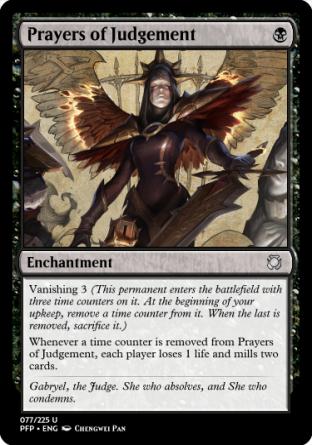 Prayers of Judgement
Enchantment
Vanishing 3 (This permanent enters the battlefield with
three time counters on it. At the beginning of your
upkeep, remove a time counter from it. When the last is
removed, sacrifice it.)
Whenever a time counter is removed from Prayers
of Judgement, each player loses 1 life and mills two
cards.
Gabryel, the Judge. She who absolves, and She who
condemns.
077/225 U
PFP • ENG Chengwei Pan